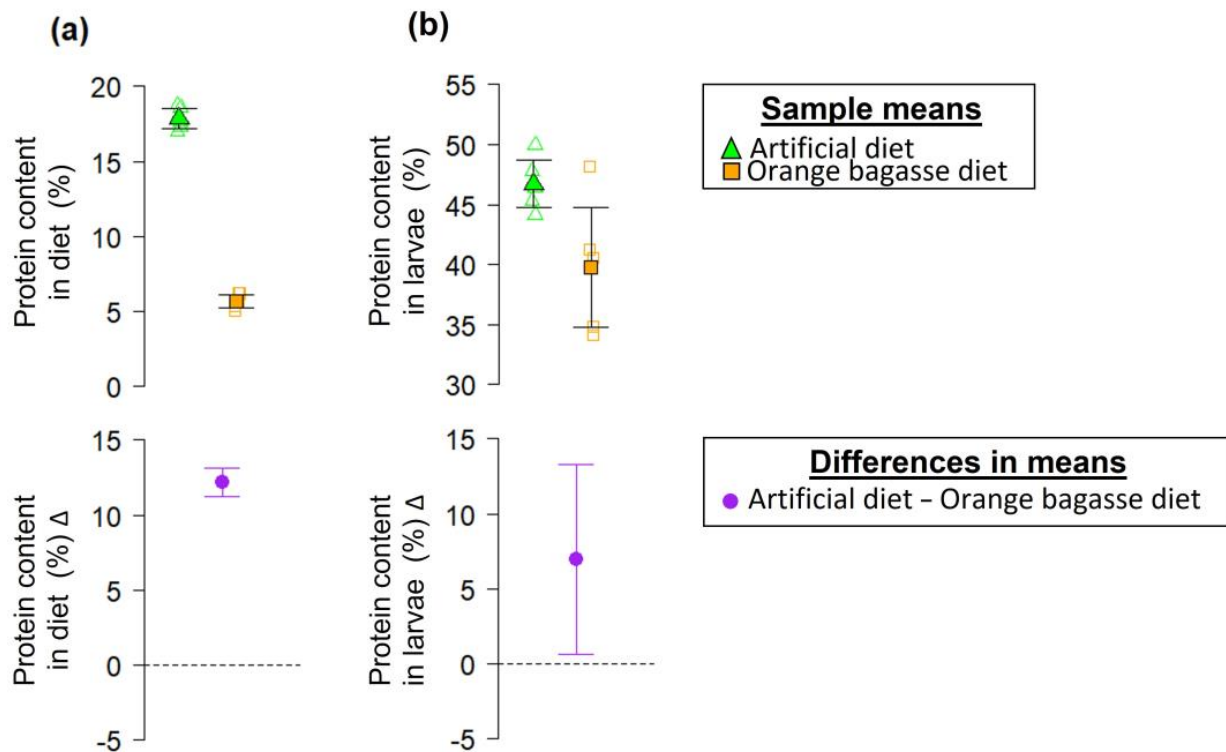 (a)
(b)
20
15
10
5
0
Protein content
in diet (%)
55
50
45
40
35
30
Protein content
in larvae (%)
Sample means
Artificial diet
Orange bagasse diet
15
10
5
0
-5
Protein content
in diet (%) Δ
15
10
5
0
-5
Protein content
in larvae (%) Δ
Differences in means
Artificial diet – Orange bagasse diet